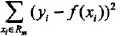 ∑_{x_i∈R_m} (y_i − f(x_i))²